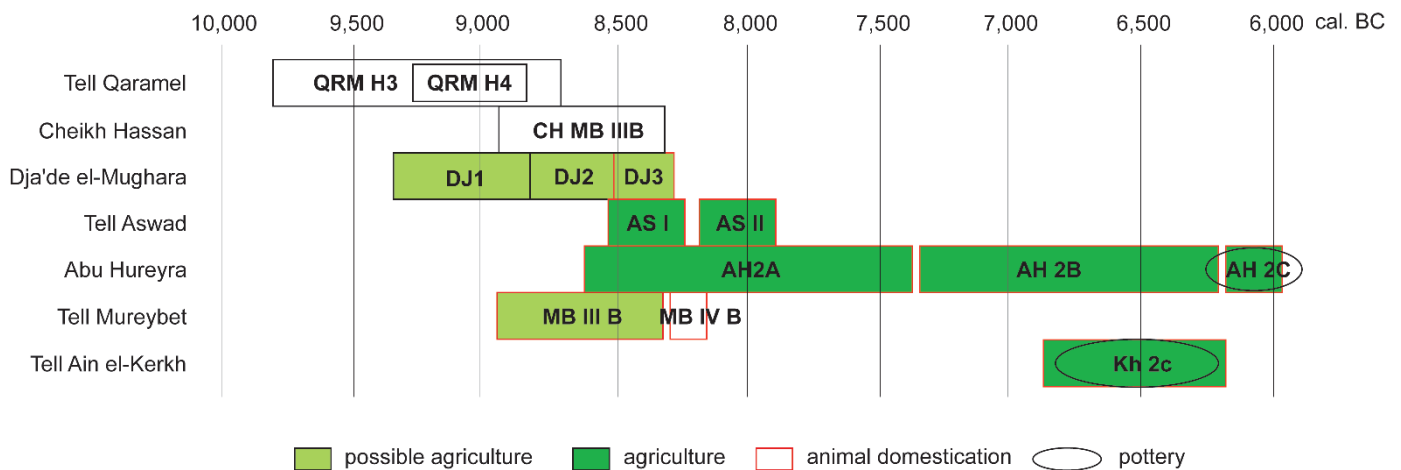 10,000 9,500 9,000 8,500 8,000 7,500 7,000 6,500 6,000 cal. BC
Tell Qaramel QRM H3 QRM H4
Cheikh Hassan CH MB IIIB
Dja'de el-Mughara DJ1 DJ2 DJ3
Tell Aswad AS I AS II
Abu Hureyra AH2A AH 2B AH 2C
Tell Mureybet MB III B MB IV B
Tell Ain el-Kerkh Kh 2c
possible agriculture agriculture animal domestication pottery